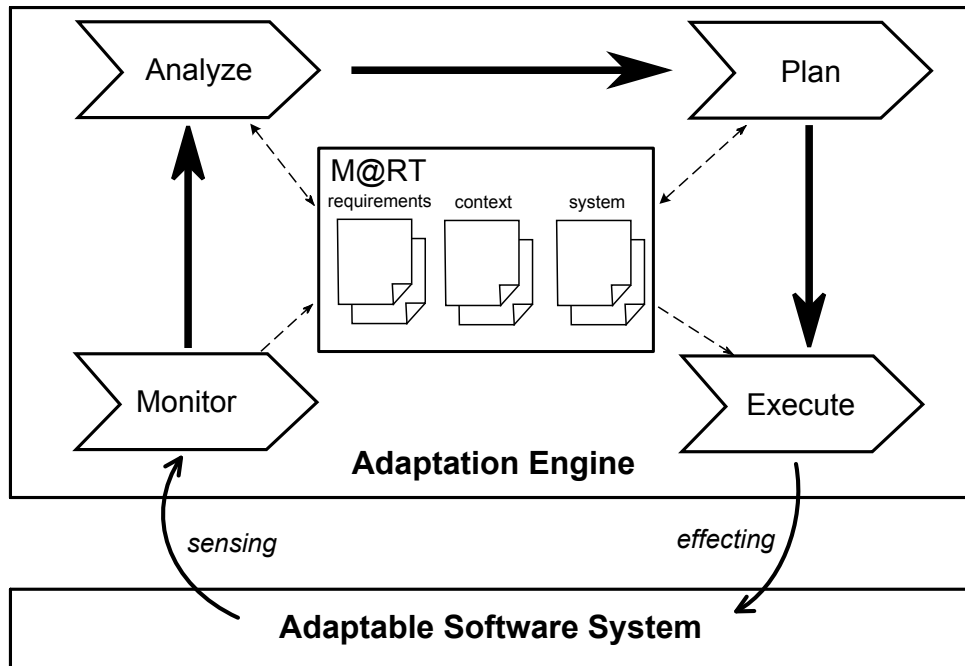 Analyze
Plan
M@RT
requirements context system
Monitor
Execute
Adaptation Engine
sensing
effecting
Adaptable Software System